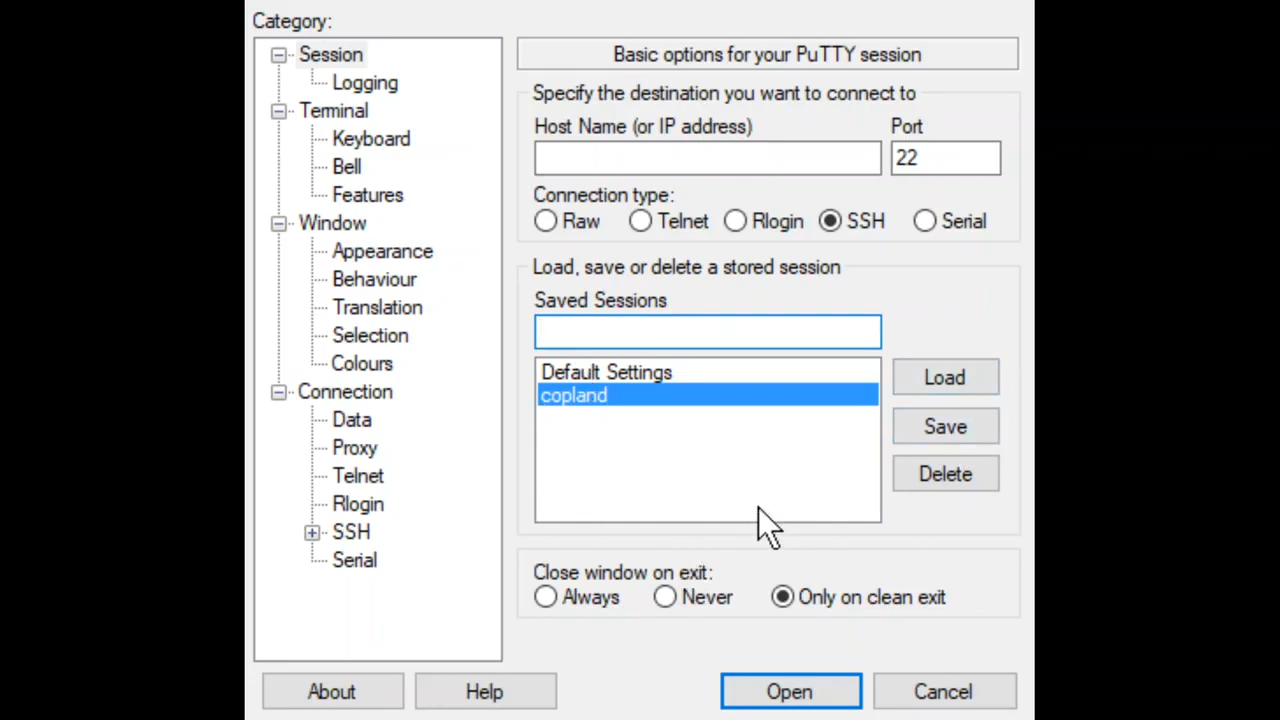 Category:
Session
Logging
Terminal
Keyboard
Bell
Features
Window
Appearance
Behaviour
Translation
Selection
Colours
Connection
Data
Proxy
Telnet
Rlogin
SSH
Serial
Basic options for your PuTTY session
Specify the destination you want to connect to
Host Name (or IP address) Port
22
Connection type:
Raw Telnet Rlogin SSH Serial
Load, save or delete a stored session
Saved Sessions
Default Settings
copland
Load
Save
Delete
Close window on exit:
Always Never Only on clean exit
About Help Open Cancel